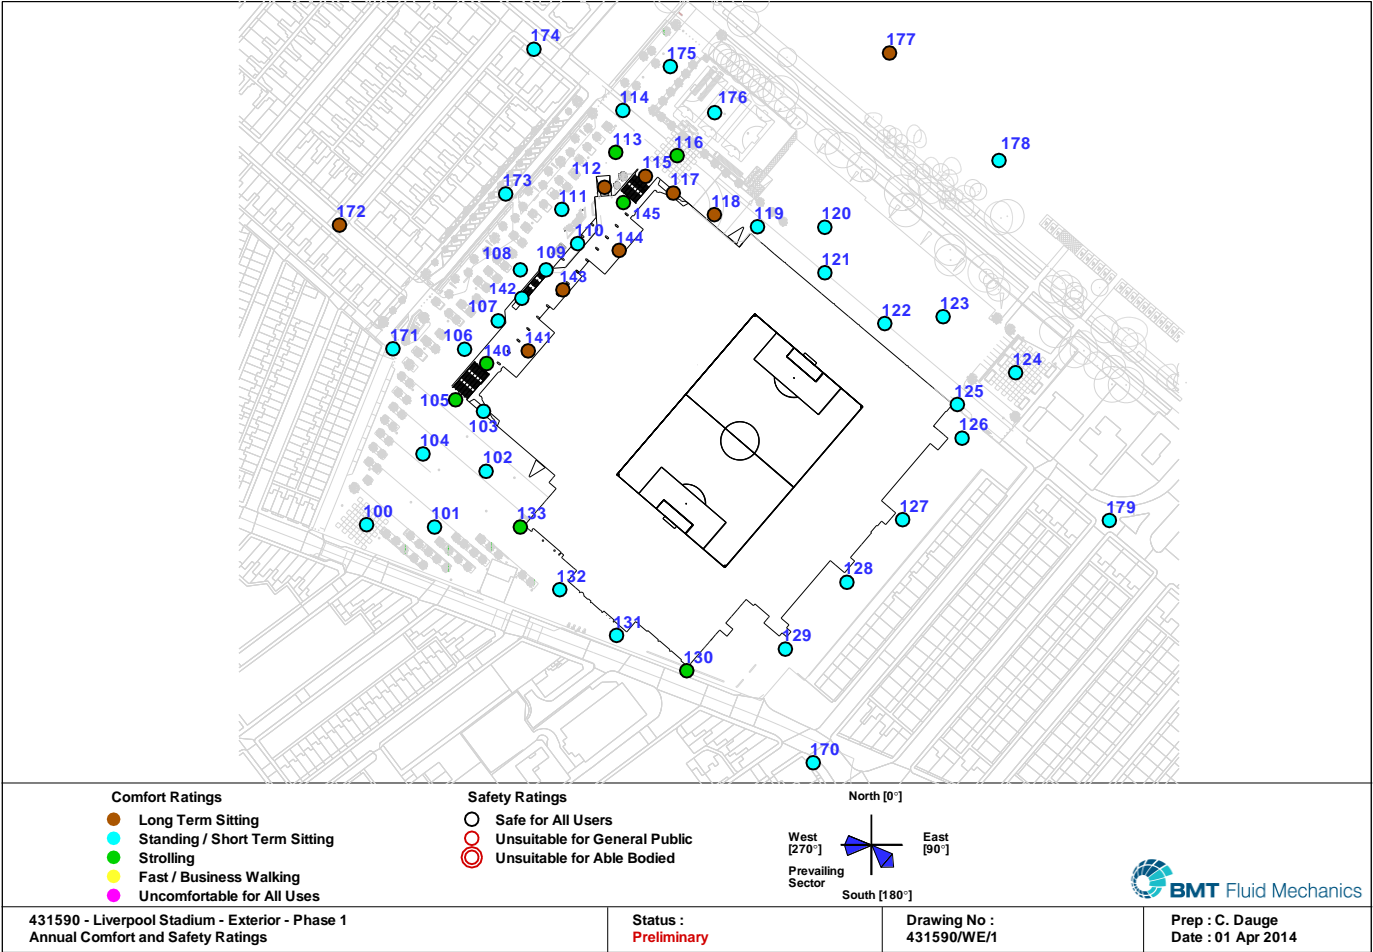 174
175
177
114
176
113
116
178
112
115
117
173
111
118
172
145
119
120
110
144
108
109
121
142
143
107
122
123
171
106
140
141
124
105
103
125
126
104
102
100
101
133
127
179
132
128
131
129
130
170
Comfort Ratings
Long Term Sitting
Standing / Short Term Sitting
Strolling
Fast / Business Walking
Uncomfortable for All Uses
Safety Ratings
Safe for All Users
Unsuitable for General Public
Unsuitable for Able Bodied
North [0°]
West
[270°]
East
[90°]
Prevailing
Sector
South [180°]
BMT Fluid Mechanics
431590 - Liverpool Stadium - Exterior - Phase 1
Annual Comfort and Safety Ratings
Status :
Preliminary
Drawing No :
431590/WE/1
Prep : C. Dauge
Date : 01 Apr 2014